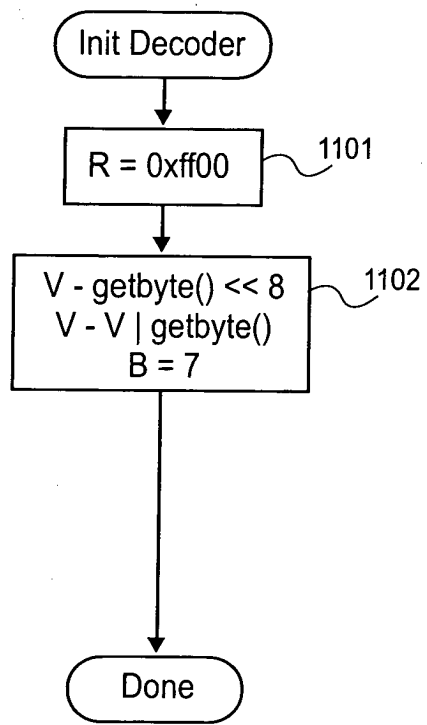 Init Decoder
R = 0xff00
1101
V - getbyte() << 8
V - V | getbyte()
B = 7
1102
Done